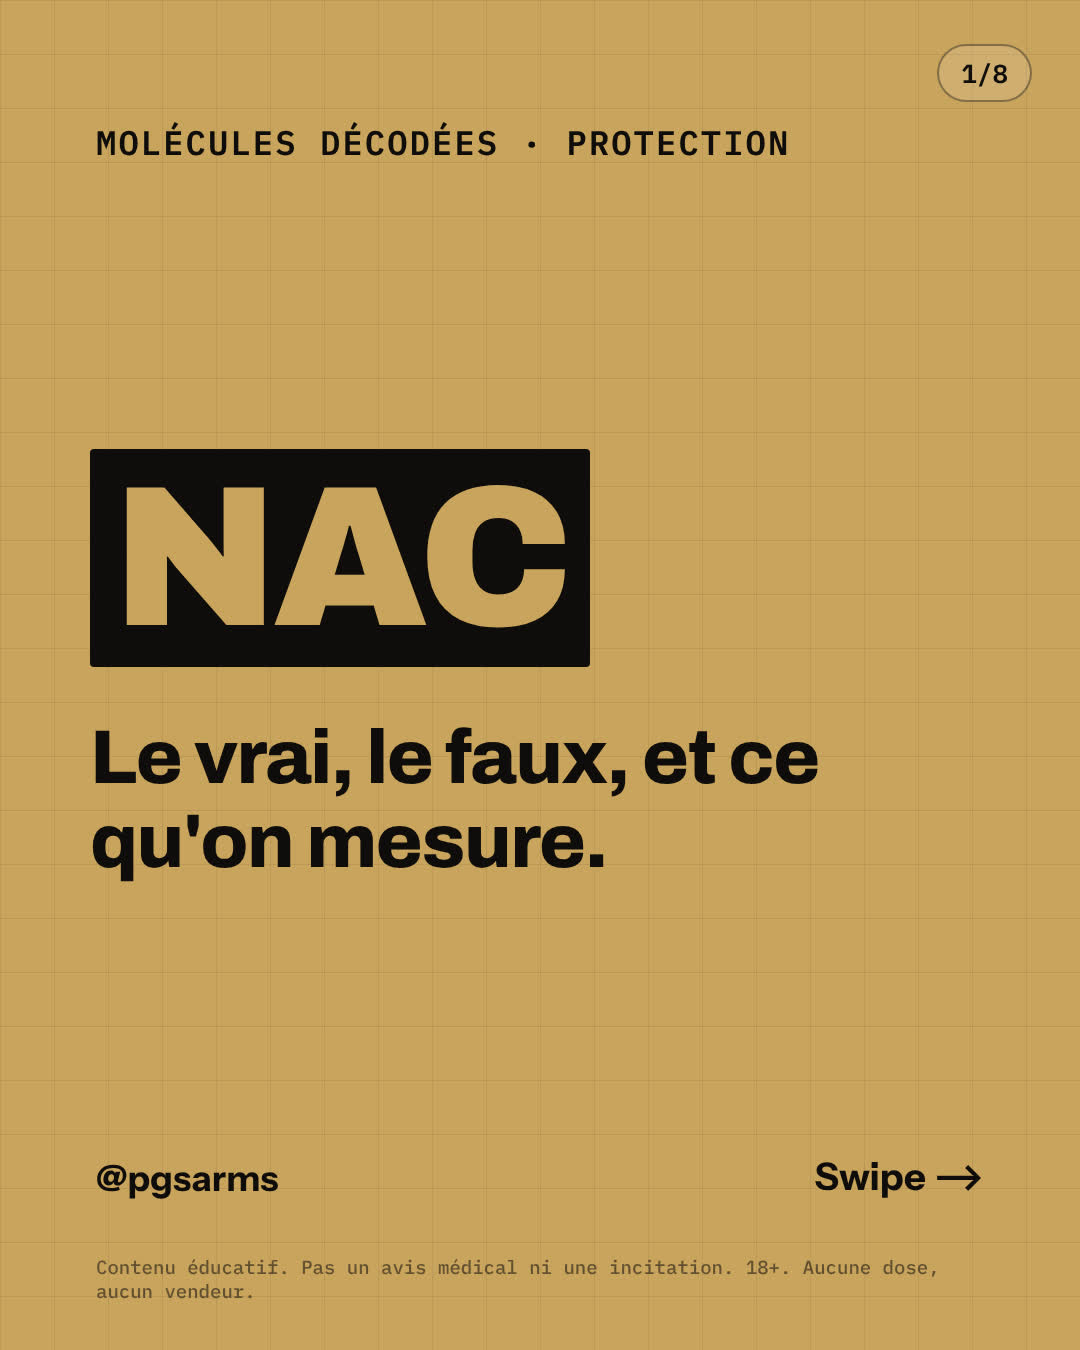 1/8
MOLÉCULES DÉCODÉES · PROTECTION
NAC
Le vrai, le faux, et ce
qu'on mesure.
@pgsarms
Swipe →
Contenu éducatif. Pas un avis médical ni une incitation. 18+. Aucune dose,
aucun vendeur.